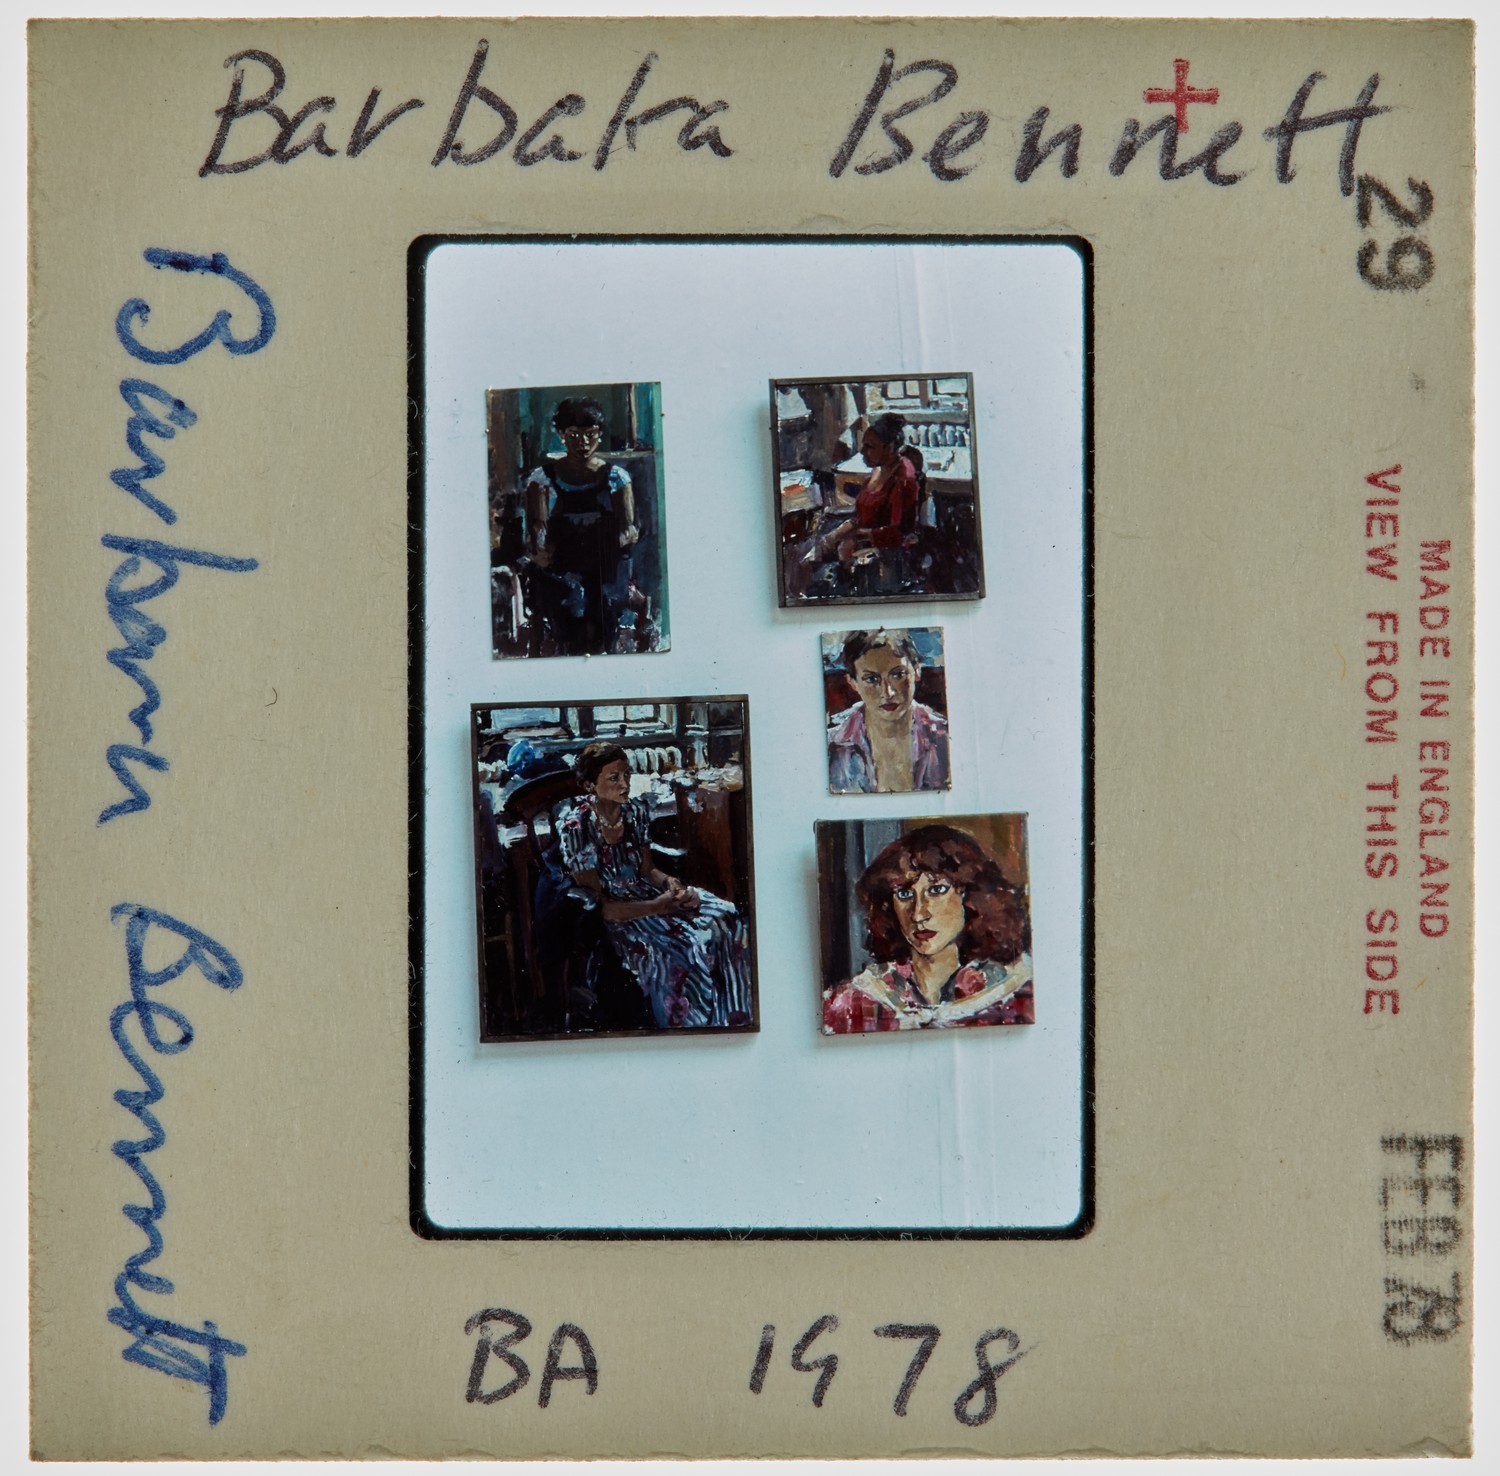 Barbara Bennett
+
29
MADE IN ENGLAND
VIEW FROM THIS SIDE
FEB 78
BA 1978
Barbara Bennett